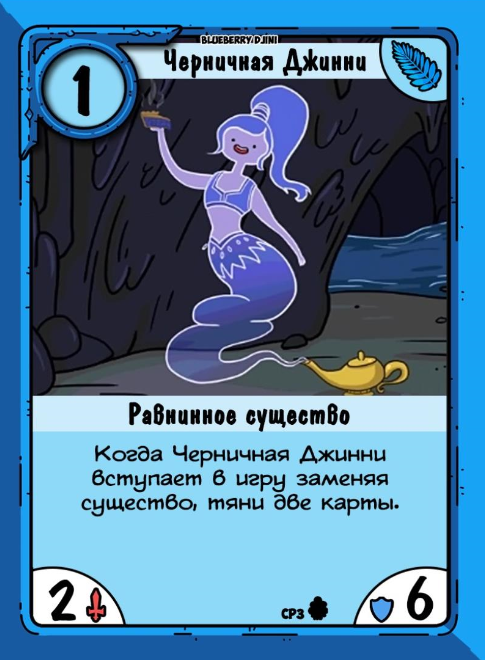 BLUEBERRY DJINI
1
Черничная Джинни
Равнинное существо
Когда Черничная Джинни
вступает в игру заменяя
существо, тяни две карты.
2
CP3
6